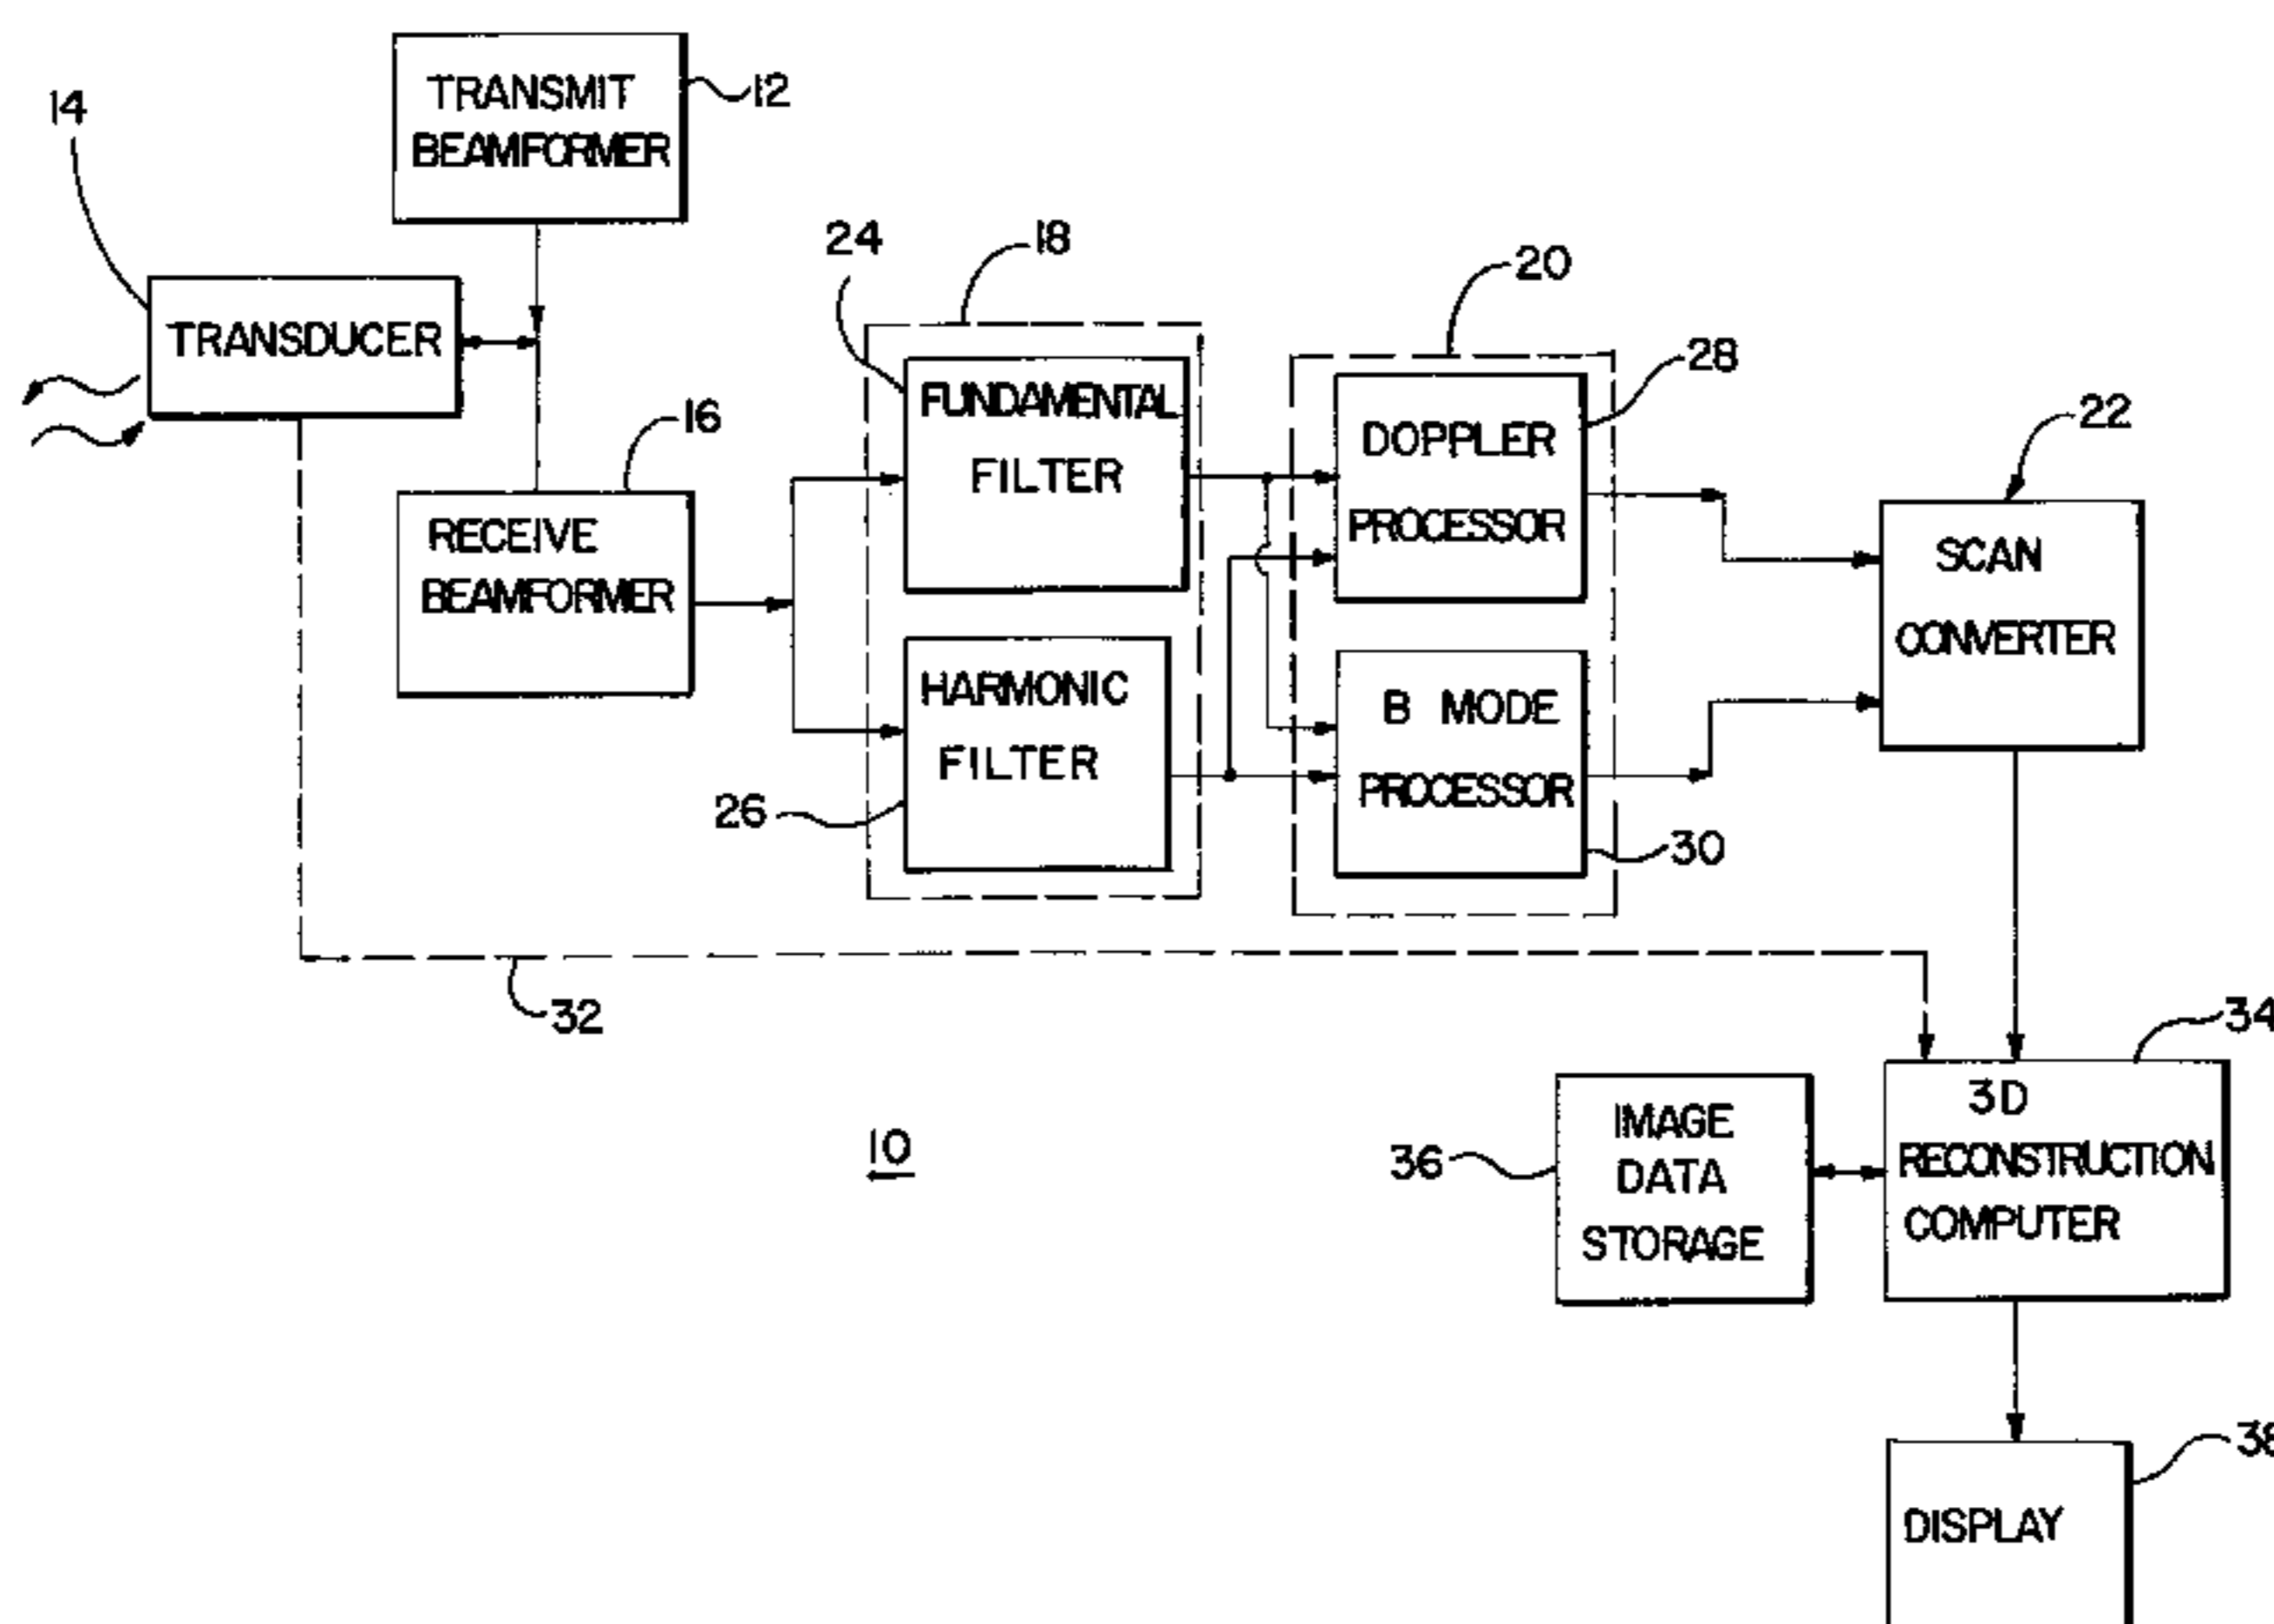 TRANSMIT
BEAMFORMER
12
14
TRANSDUCER
16
RECEIVE
BEAMFORMER
24
18
FUNDAMENTAL
FILTER
HARMONIC
FILTER
26
20
28
DOPPLER
PROCESSOR
B MODE
PROCESSOR
30
22
SCAN
CONVERTER
32
34
3D
RECONSTRUCTION
COMPUTER
10
36
IMAGE
DATA
STORAGE
38
DISPLAY